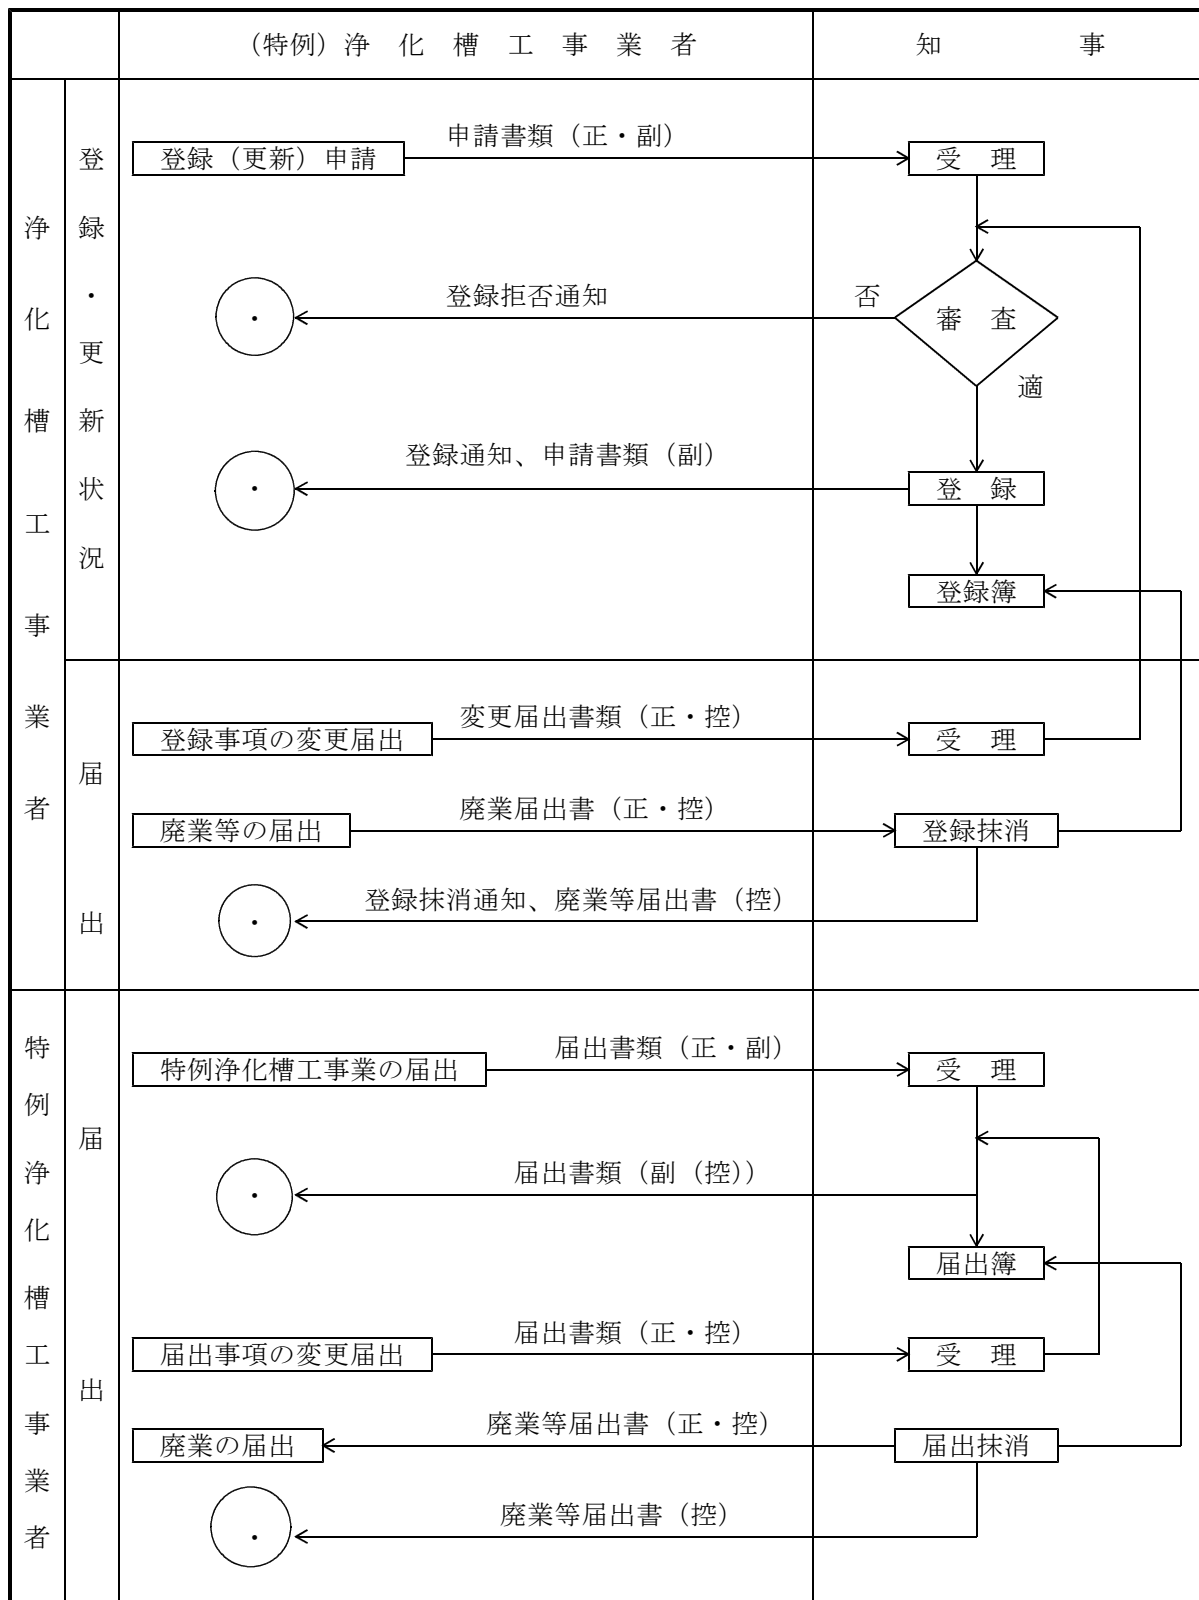 （特例）浄化槽工事業者
知事
浄化槽工事業者
登録・更新状況
申請書類（正・副）
登録（更新）申請
受理
登録拒否通知
否
審査
適
登録通知、申請書類（副）
登録
登録簿
届出
変更届出書類（正・控）
登録事項の変更届出
受理
廃業届出書（正・控）
廃業等の届出
登録抹消
登録抹消通知、廃業等届出書（控）
特例浄化槽工事業者
届出
届出書類（正・副）
特例浄化槽工事業の届出
受理
届出書類（副（控））
届出簿
届出書類（正・控）
届出事項の変更届出
受理
廃業等届出書（正・控）
廃業の届出
届出抹消
廃業等届出書（控）